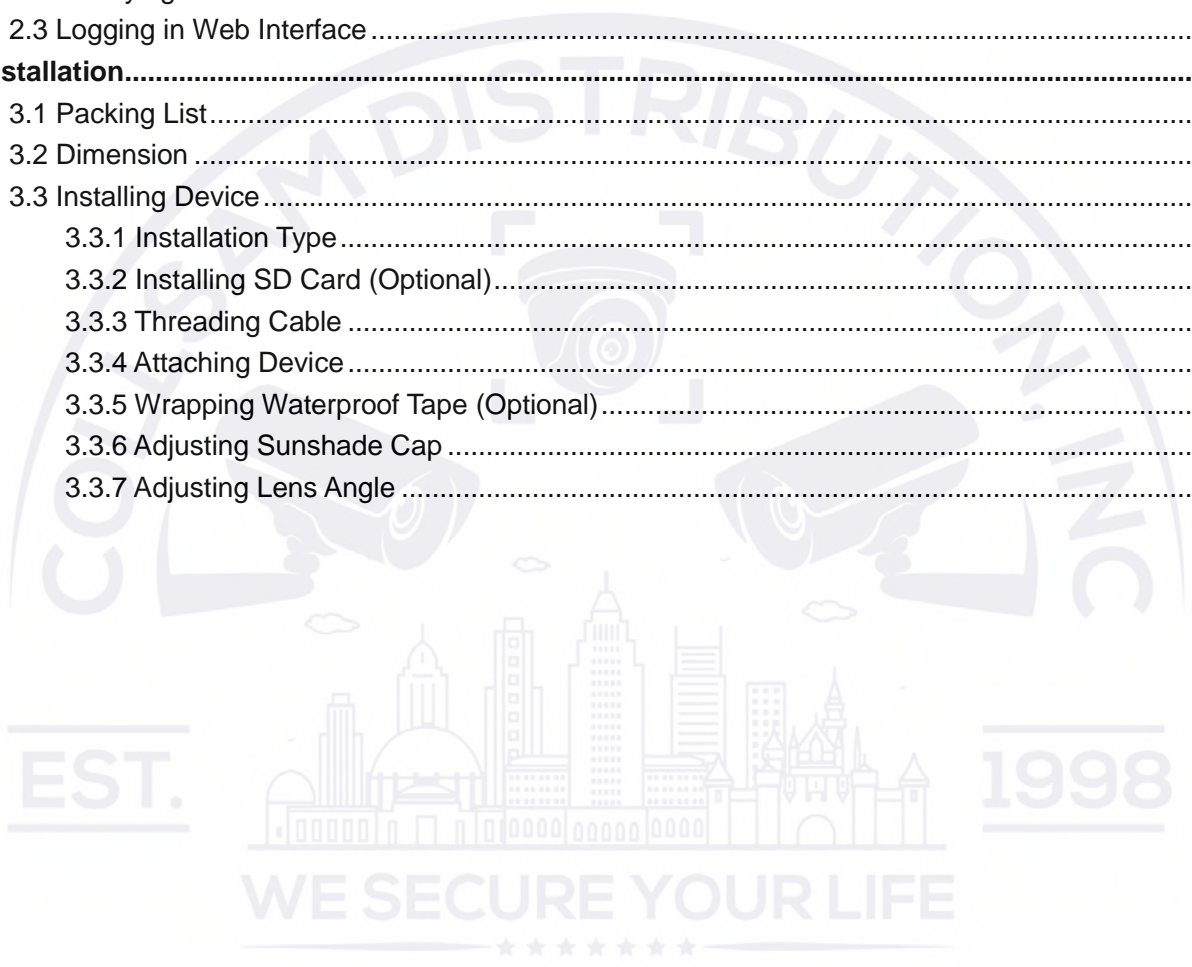 2.3 Logging in Web Interface
stallation
3.1 Packing List
3.2 Dimension
3.3 Installing Device
3.3.1 Installation Type
3.3.2 Installing SD Card (Optional)
3.3.3 Threading Cable
3.3.4 Attaching Device
3.3.5 Wrapping Waterproof Tape (Optional)
3.3.6 Adjusting Sunshade Cap
3.3.7 Adjusting Lens Angle
COLESAM DISTRIBUTION, INC
EST. 1998
WE SECURE YOUR LIFE